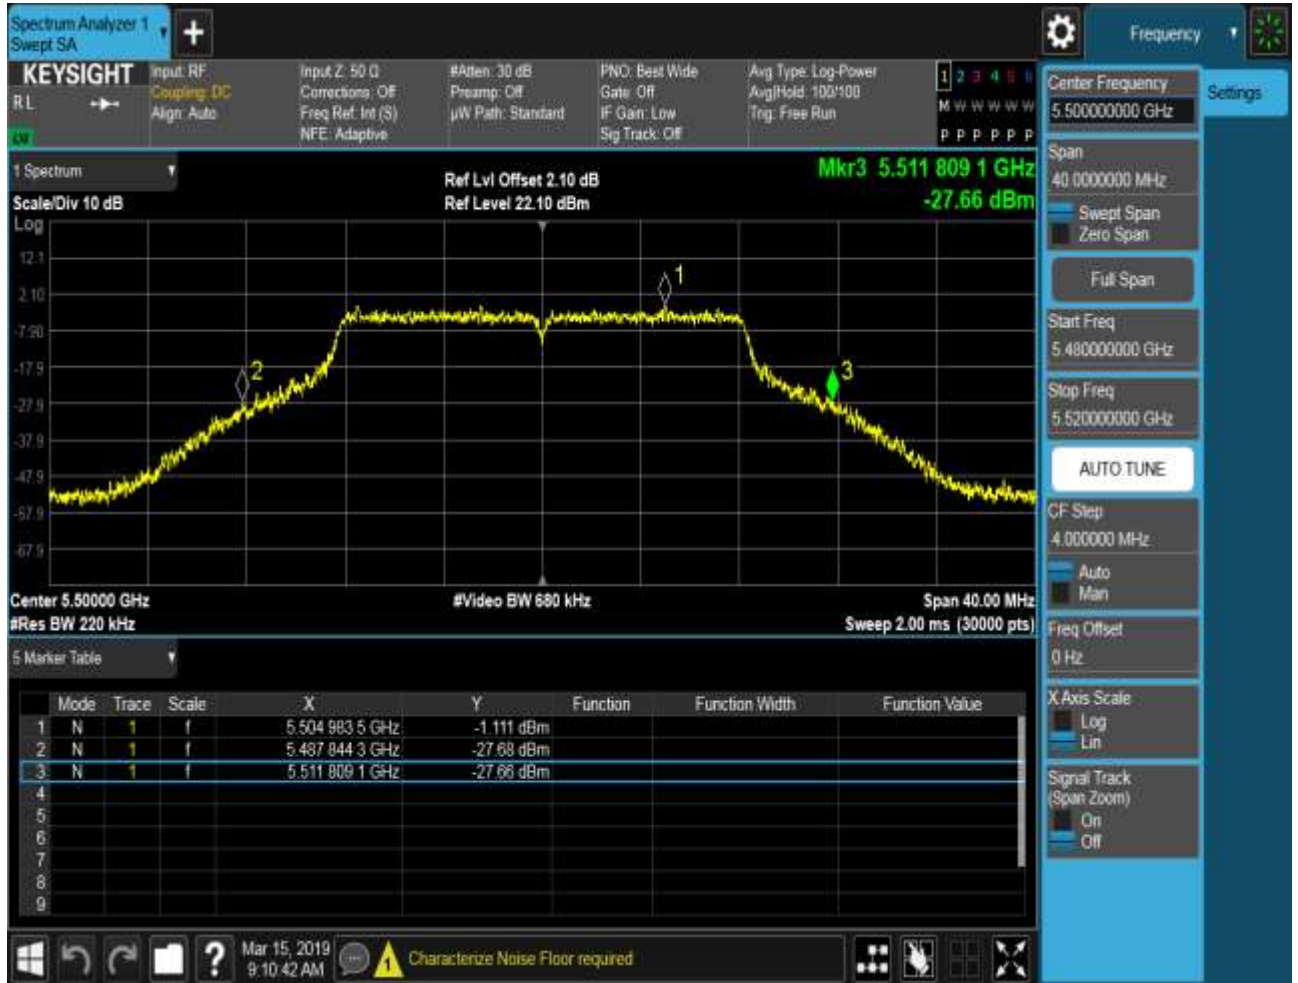 Spectrum Analyzer 1
Swept SA
Frequency
KEYSIGHT
RL
Input: RF
Coupling: DC
Align: Auto
Input Z: 50 Ω
Corrections: Off
Freq Ref: Int (S)
NFE: Adaptive
#Atten: 30 dB
Preamp: Off
µW Path: Standard
PNO: Best Wide
Gate: Off
IF Gain: Low
Sig Track: Off
Avg Type: Log-Power
Avg|Hold: 100/100
Trig: Free Run
1 2 3 4 5 6
M W W W W W
P P P P P P
1 Spectrum
Scale/Div 10 dB
Ref Lvl Offset 2.10 dB
Ref Level 22.10 dBm
Mkr3 5.511 809 1 GHz
-27.66 dBm
Log
12.1
2.10
-7.90
-17.9
-27.9
-37.9
-47.9
-57.9
-67.9
1
2
3
Center 5.50000 GHz
#Video BW 680 kHz
Span 40.00 MHz
#Res BW 220 kHz
Sweep 2.00 ms (30000 pts)
5 Marker Table
Mode Trace Scale X Y Function Function Width Function Value
1 N 1 f 5.504 983 5 GHz -1.111 dBm
2 N 1 f 5.487 844 3 GHz -27.68 dBm
3 N 1 f 5.511 809 1 GHz -27.66 dBm
4
5
6
7
8
9
Mar 15, 2019
9:10:42 AM
?
1
Characterize Noise Floor required
Center Frequency
5.500000000 GHz
Settings
Span
40.0000000 MHz
Swept Span
Zero Span
Full Span
Start Freq
5.480000000 GHz
Stop Freq
5.520000000 GHz
AUTO TUNE
CF Step
4.000000 MHz
Auto
Man
Freq Offset
0 Hz
X Axis Scale
Log
Lin
Signal Track
(Span Zoom)
On
Off